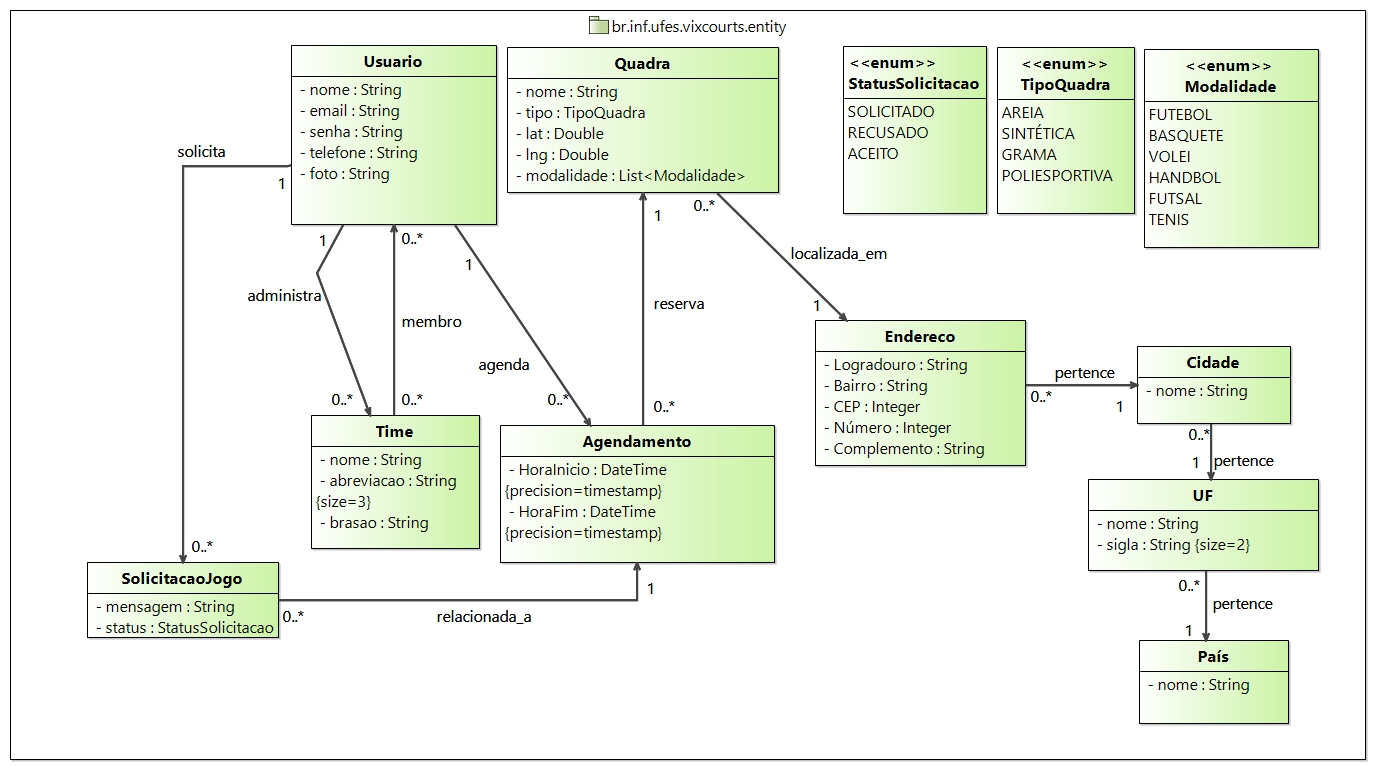 br.inf.ufes.vixcourts.entity
Usuario
- nome : String
- email : String
- senha : String
- telefone : String
- foto : String
Quadra
- nome : String
- tipo : TipoQuadra
- lat : Double
- lng : Double
- modalidade : List<Modalidade>
<<enum>>
StatusSolicitacao
SOLICITADO
RECUSADO
ACEITO
<<enum>>
TipoQuadra
AREIA
SINTÉTICA
GRAMA
POLIESPORTIVA
<<enum>>
Modalidade
FUTEBOL
BASQUETE
VOLEI
HANDBOL
FUTSAL
TENIS
solicita
1
1
0..*
1
1
0..*
administra
membro
agenda
reserva
localizada_em
1
0..*
0..*
0..*
0..*
Endereco
- Logradouro : String
- Bairro : String
- CEP : Integer
- Número : Integer
- Complemento : String
pertence
0..*
1
Cidade
- nome : String
0..*
1
pertence
Time
- nome : String
- abreviacao : String
{size=3}
- brasao : String
Agendamento
- HoraInicio : DateTime
{precision=timestamp}
- HoraFim : DateTime
{precision=timestamp}
UF
- nome : String
- sigla : String {size=2}
0..*
SolicitacaoJogo
- mensagem : String
- status : StatusSolicitacao
0..*
relacionada_a
1
0..*
pertence
1
País
- nome : String